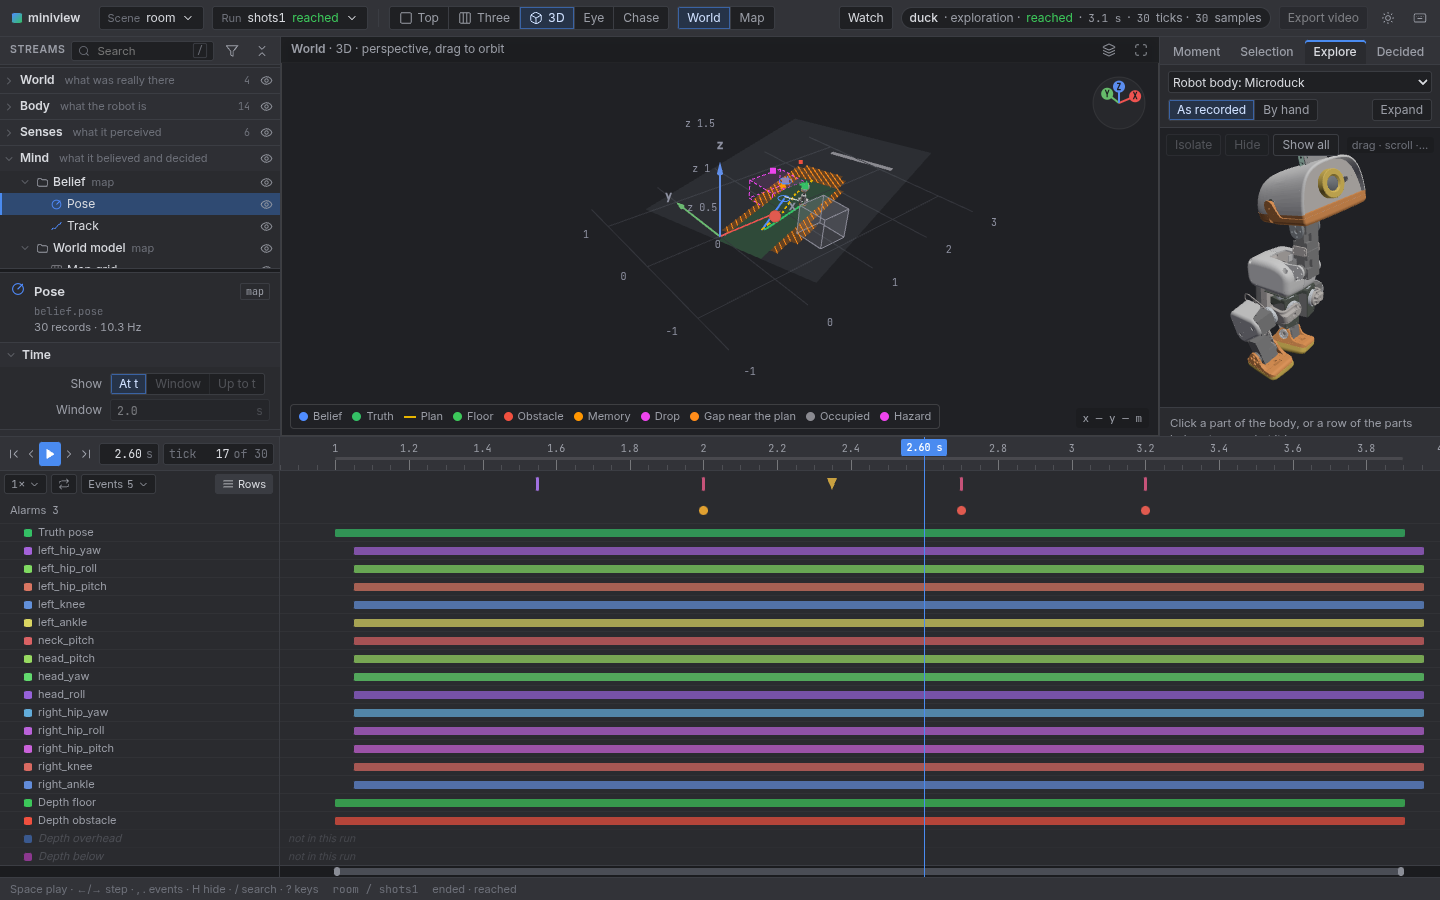 miniview
Scene room
Run shots1 reached
Top
Three
3D
Eye
Chase
World
Map
Watch
duck · exploration · reached · 3.1 s · 30 ticks · 30 samples
Export video
STREAMS
Search
/
World what was really there 4
Body what the robot is 14
Senses what it perceived 6
Mind what it believed and decided
Belief map
Pose
Track
World model map
Pose
map
belief.pose
30 records · 10.3 Hz
Time
Show At t Window Up to t
Window 2.0 s
World · 3D · perspective, drag to orbit
Z
Y
X
z 1.5
z
z 1
y
z 0.5
x
0
1
0
-1
-1
0
1
2
3
Belief
Truth
Plan
Floor
Obstacle
Memory
Drop
Gap near the plan
Occupied
Hazard
x — y — m
Moment
Selection
Explore
Decided
Robot body: Microduck
As recorded
By hand
Expand
Isolate
Hide
Show all
drag · scroll ·...
Click a part of the body, or a row of the parts
2.60 s
tick 17 of 30
1 1.2 1.4 1.6 1.8 2 2.2 2.4 2.60 s 2.8 3 3.2 3.4 3.6 3.8
1×
Events 5
Rows
Alarms 3
Truth pose
left_hip_yaw
left_hip_roll
left_hip_pitch
left_knee
left_ankle
neck_pitch
head_pitch
head_yaw
head_roll
right_hip_yaw
right_hip_roll
right_hip_pitch
right_knee
right_ankle
Depth floor
Depth obstacle
Depth overhead not in this run
Depth below not in this run
Space play · ←/→ step · , . events · H hide · / search · ? keys room / shots1 ended · reached